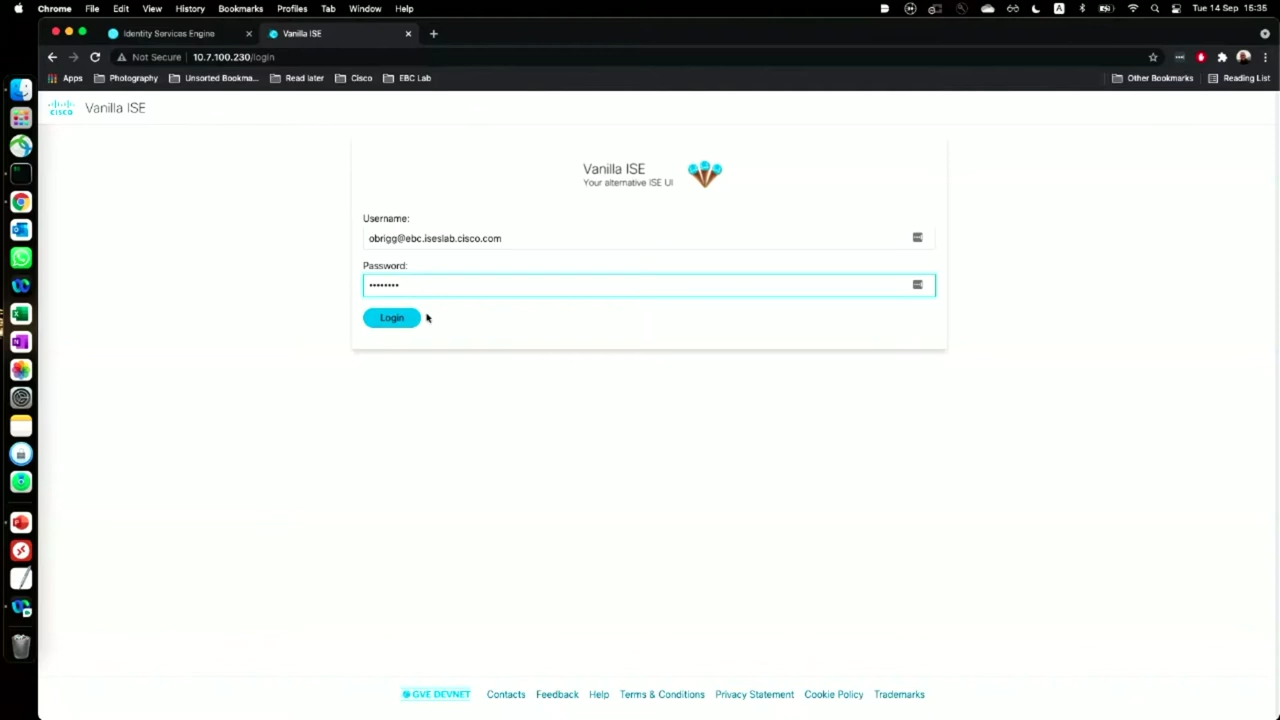 Chrome File Edit View History Bookmarks Profiles Tab Window Help Tue 14 Sep 15:35
Identity Services Engine Vanilla ISE
Not Secure 10.7.100.230/login
Apps Photography Unsorted Bookma... Read later Cisco EBC Lab Other Bookmarks Reading List
CISCO Vanilla ISE
Vanilla ISE
Your alternative ISE UI
Username:
obrigg@ebc.iseslab.cisco.com
Password:
••••••••
Login
GVE DEVNET Contacts Feedback Help Terms & Conditions Privacy Statement Cookie Policy Trademarks